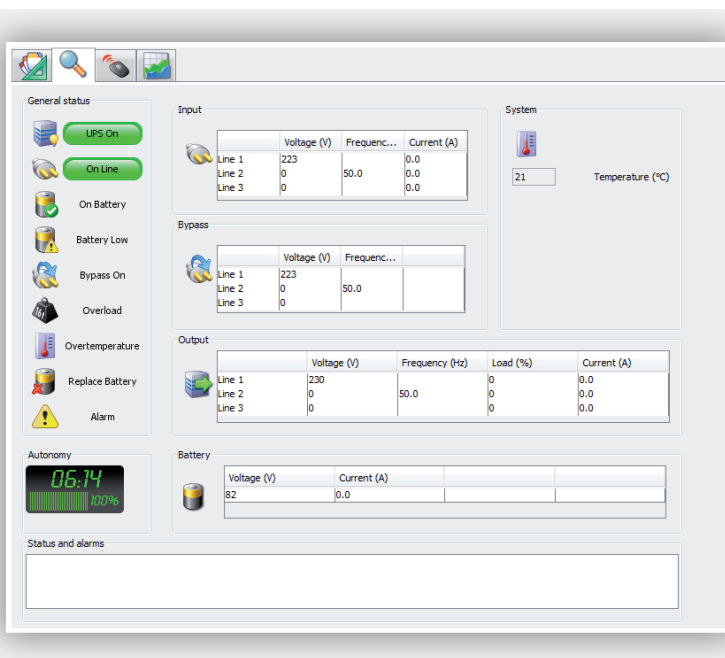 General status
UPS On
On Line
On Battery
Battery Low
Bypass On
16t
Overload
Overtemperature
Replace Battery
Alarm
Input
Voltage (V) Frequenc... Current (A)
Line 1 223 0.0
Line 2 0 50.0 0.0
Line 3 0 0.0
System
21 Temperature (ºC)
Bypass
Voltage (V) Frequenc...
Line 1 223
Line 2 0 50.0
Line 3 0
Output
Voltage (V) Frequency (Hz) Load (%) Current (A)
Line 1 230 0 0.0
Line 2 0 50.0 0 0.0
Line 3 0 0 0.0
Autonomy
06:14
100%
Battery
Voltage (V) Current (A)
82 0.0
Status and alarms